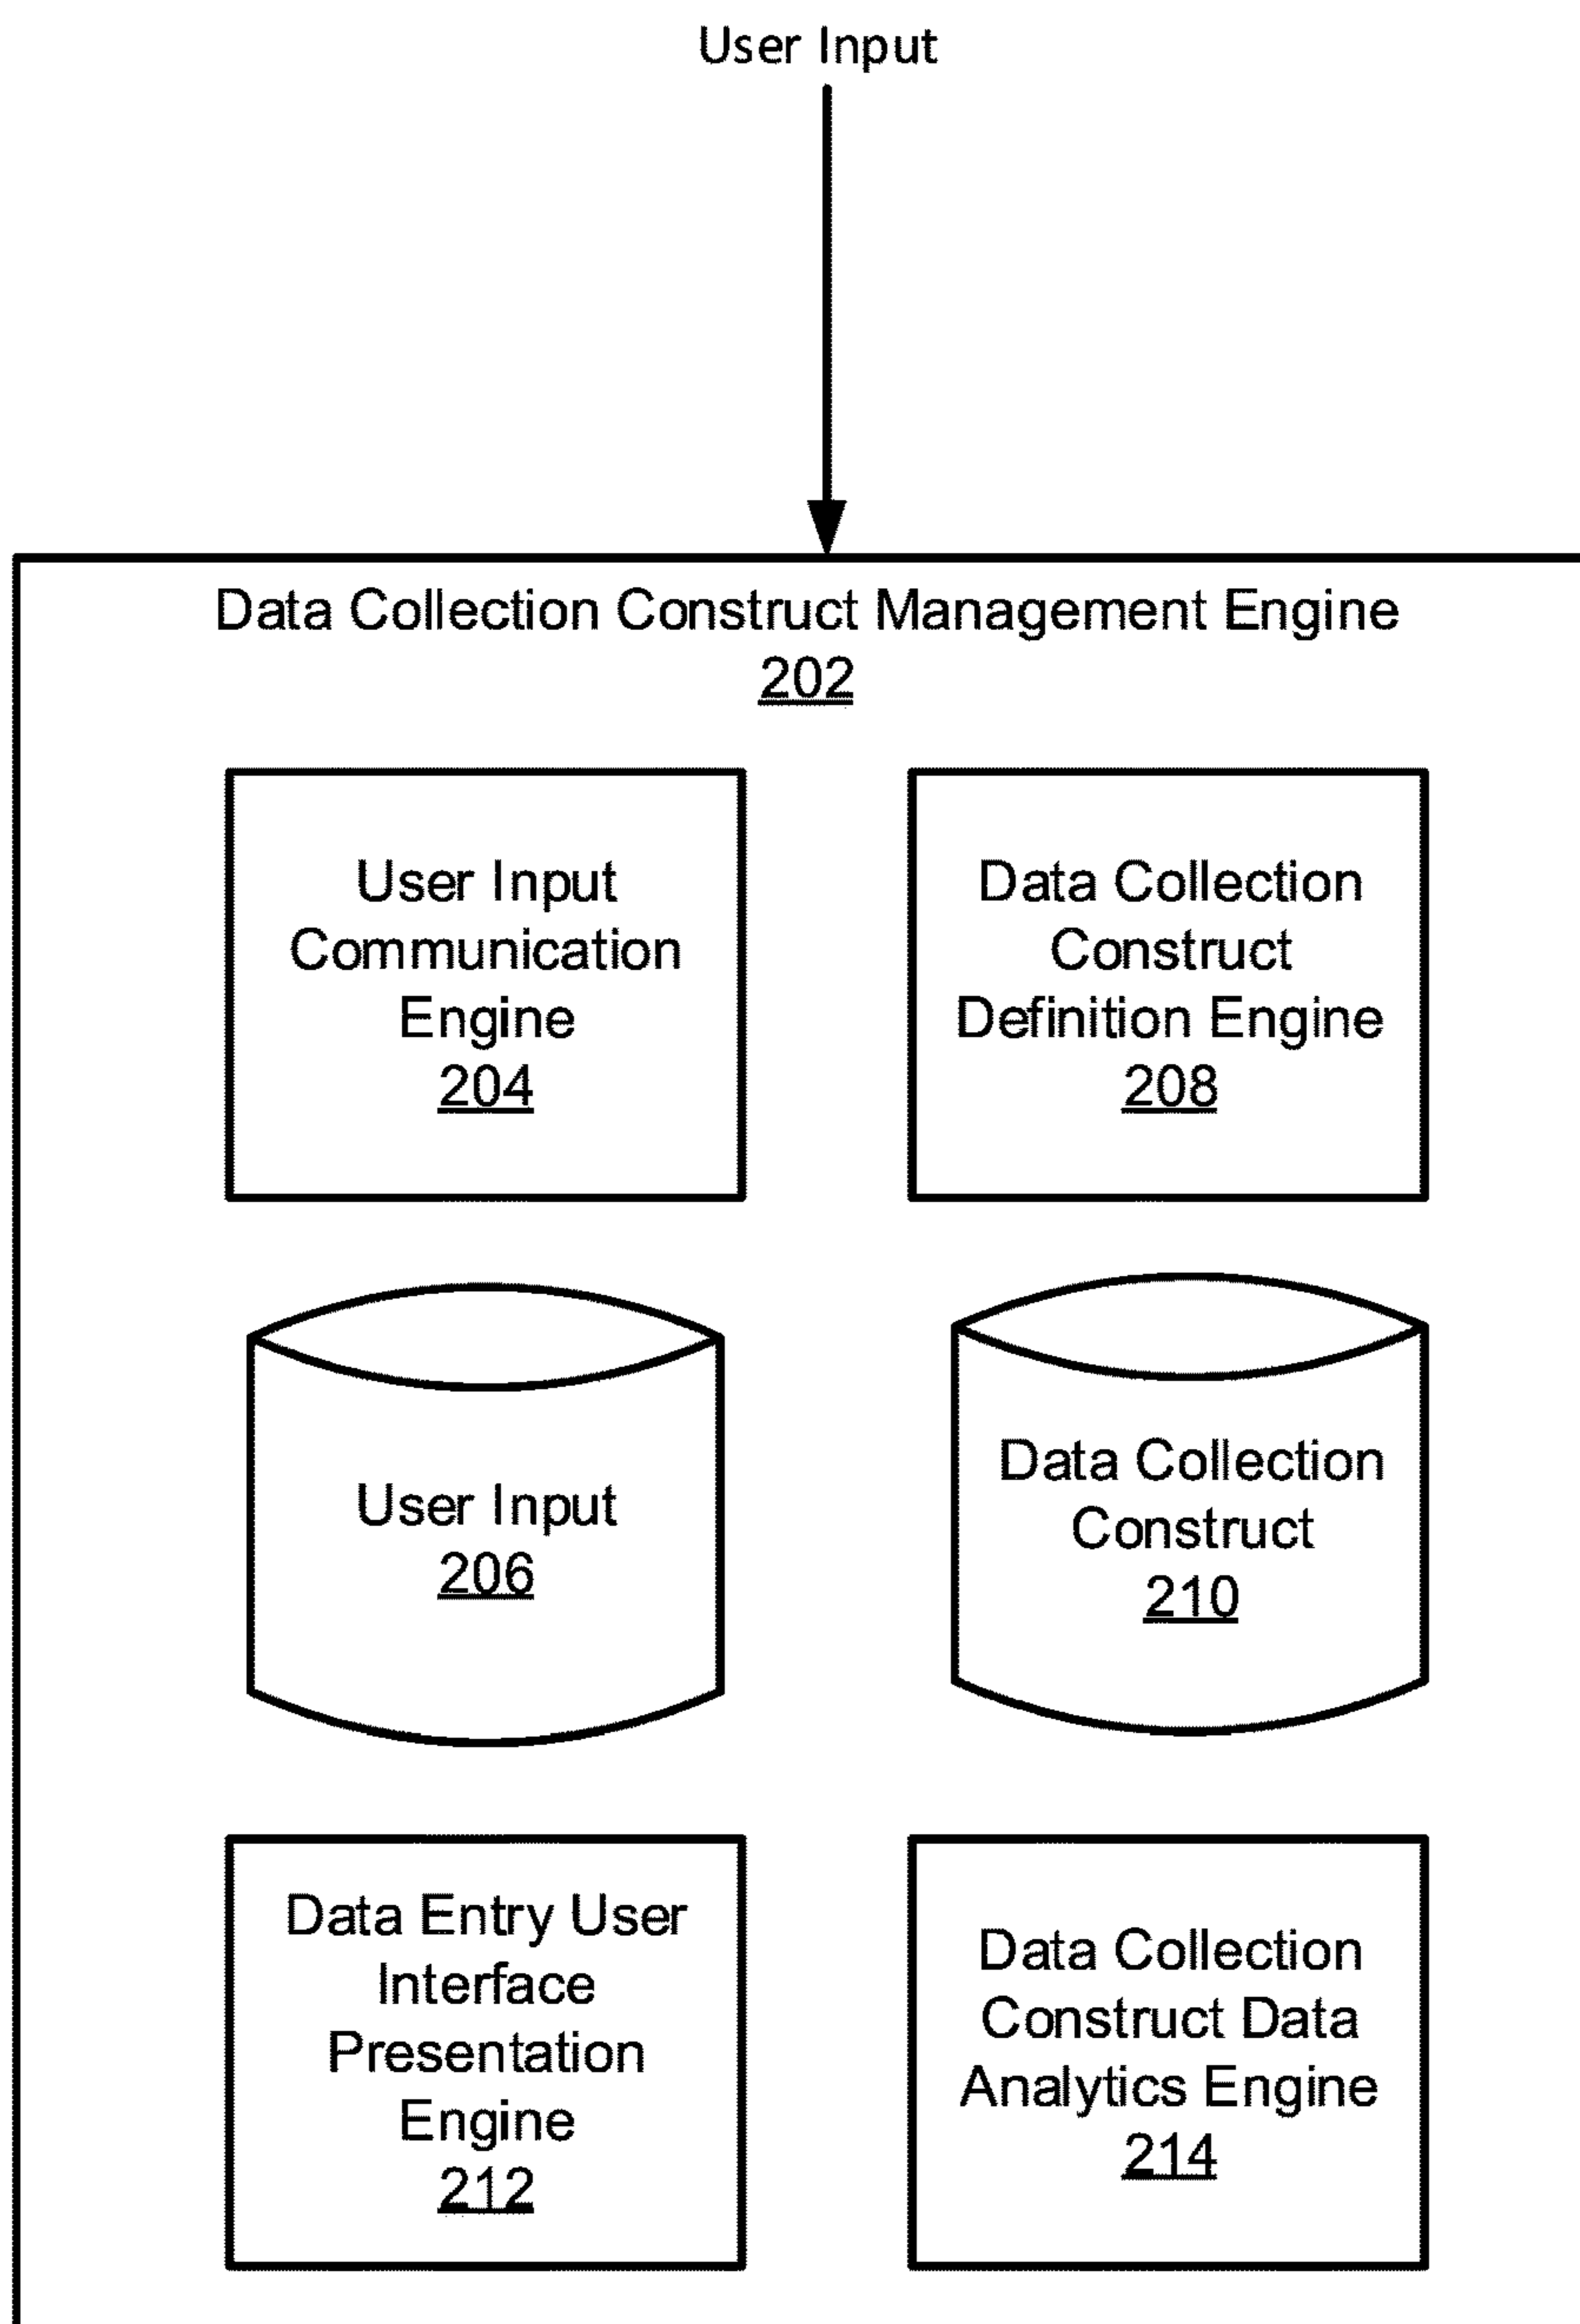 User Input
Data Collection Construct Management Engine
202
User Input
Communication
Engine
204
Data Collection
Construct
Definition Engine
208
User Input
206
Data Collection
Construct
210
Data Entry User
Interface
Presentation
Engine
212
Data Collection
Construct Data
Analytics Engine
214